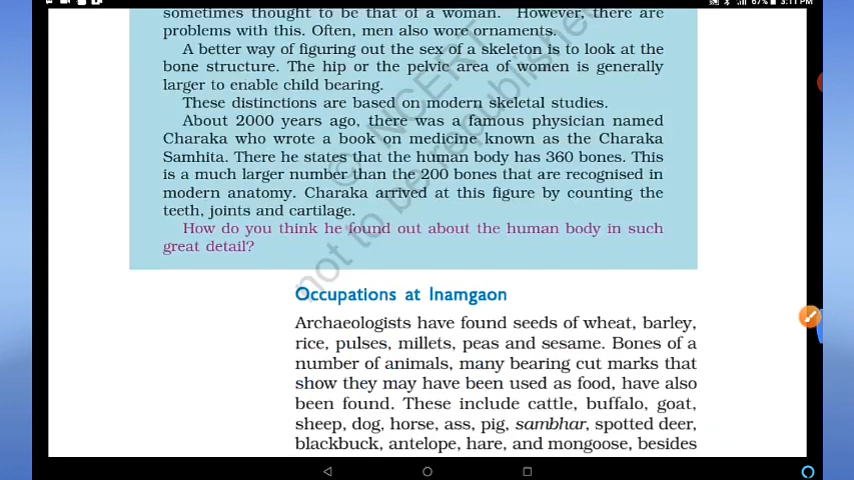 67% 3:11 PM
sometimes thought to be that of a woman. However, there are
problems with this. Often, men also wore ornaments.
A better way of figuring out the sex of a skeleton is to look at the
bone structure. The hip or the pelvic area of women is generally
larger to enable child bearing.
These distinctions are based on modern skeletal studies.
About 2000 years ago, there was a famous physician named
Charaka who wrote a book on medicine known as the Charaka
Samhita. There he states that the human body has 360 bones. This
is a much larger number than the 200 bones that are recognised in
modern anatomy. Charaka arrived at this figure by counting the
teeth, joints and cartilage.
How do you think he found out about the human body in such
great detail?
© NCERT
not to be republished
Occupations at Inamgaon
Archaeologists have found seeds of wheat, barley,
rice, pulses, millets, peas and sesame. Bones of a
number of animals, many bearing cut marks that
show they may have been used as food, have also
been found. These include cattle, buffalo, goat,
sheep, dog, horse, ass, pig, sambhar, spotted deer,
blackbuck, antelope, hare, and mongoose, besides